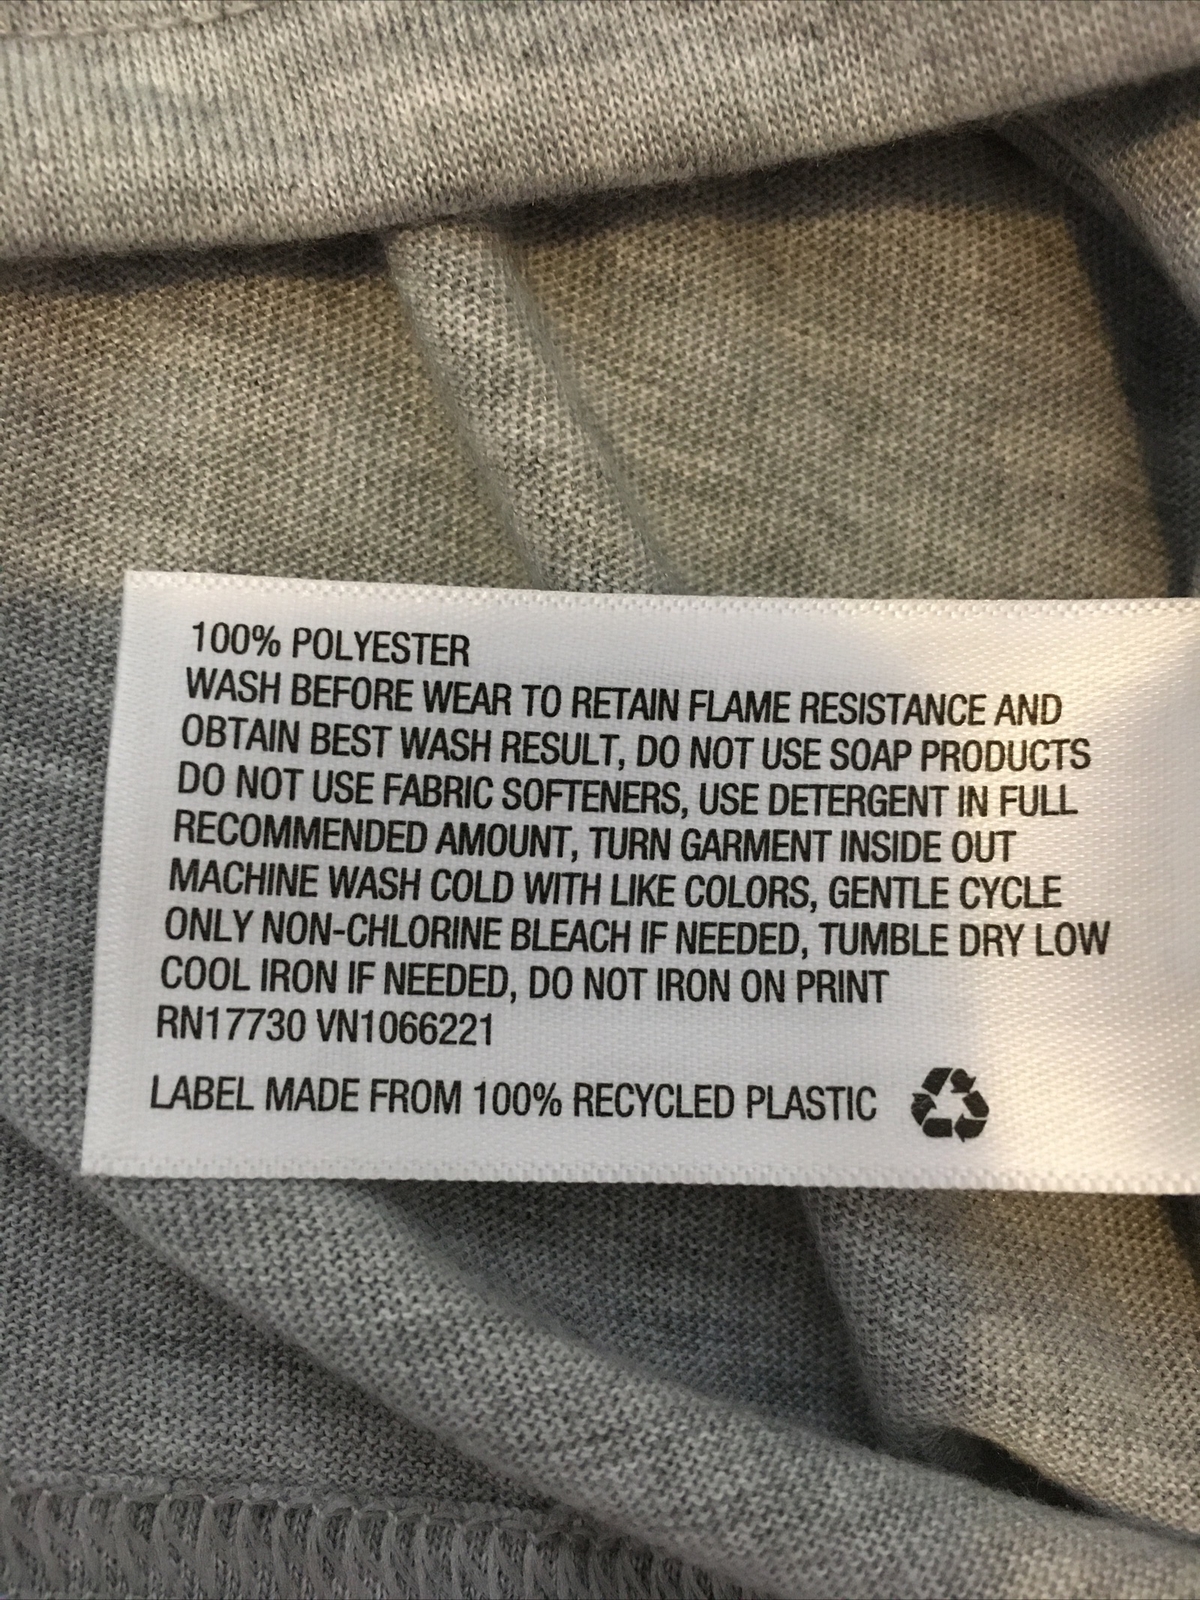 100% POLYESTER
WASH BEFORE WEAR TO RETAIN FLAME RESISTANCE AND
OBTAIN BEST WASH RESULT, DO NOT USE SOAP PRODUCTS
DO NOT USE FABRIC SOFTENERS, USE DETERGENT IN FULL
RECOMMENDED AMOUNT, TURN GARMENT INSIDE OUT
MACHINE WASH COLD WITH LIKE COLORS, GENTLE CYCLE
ONLY NON-CHLORINE BLEACH IF NEEDED, TUMBLE DRY LOW
COOL IRON IF NEEDED, DO NOT IRON ON PRINT
RN17730 VN1066221
LABEL MADE FROM 100% RECYCLED PLASTIC